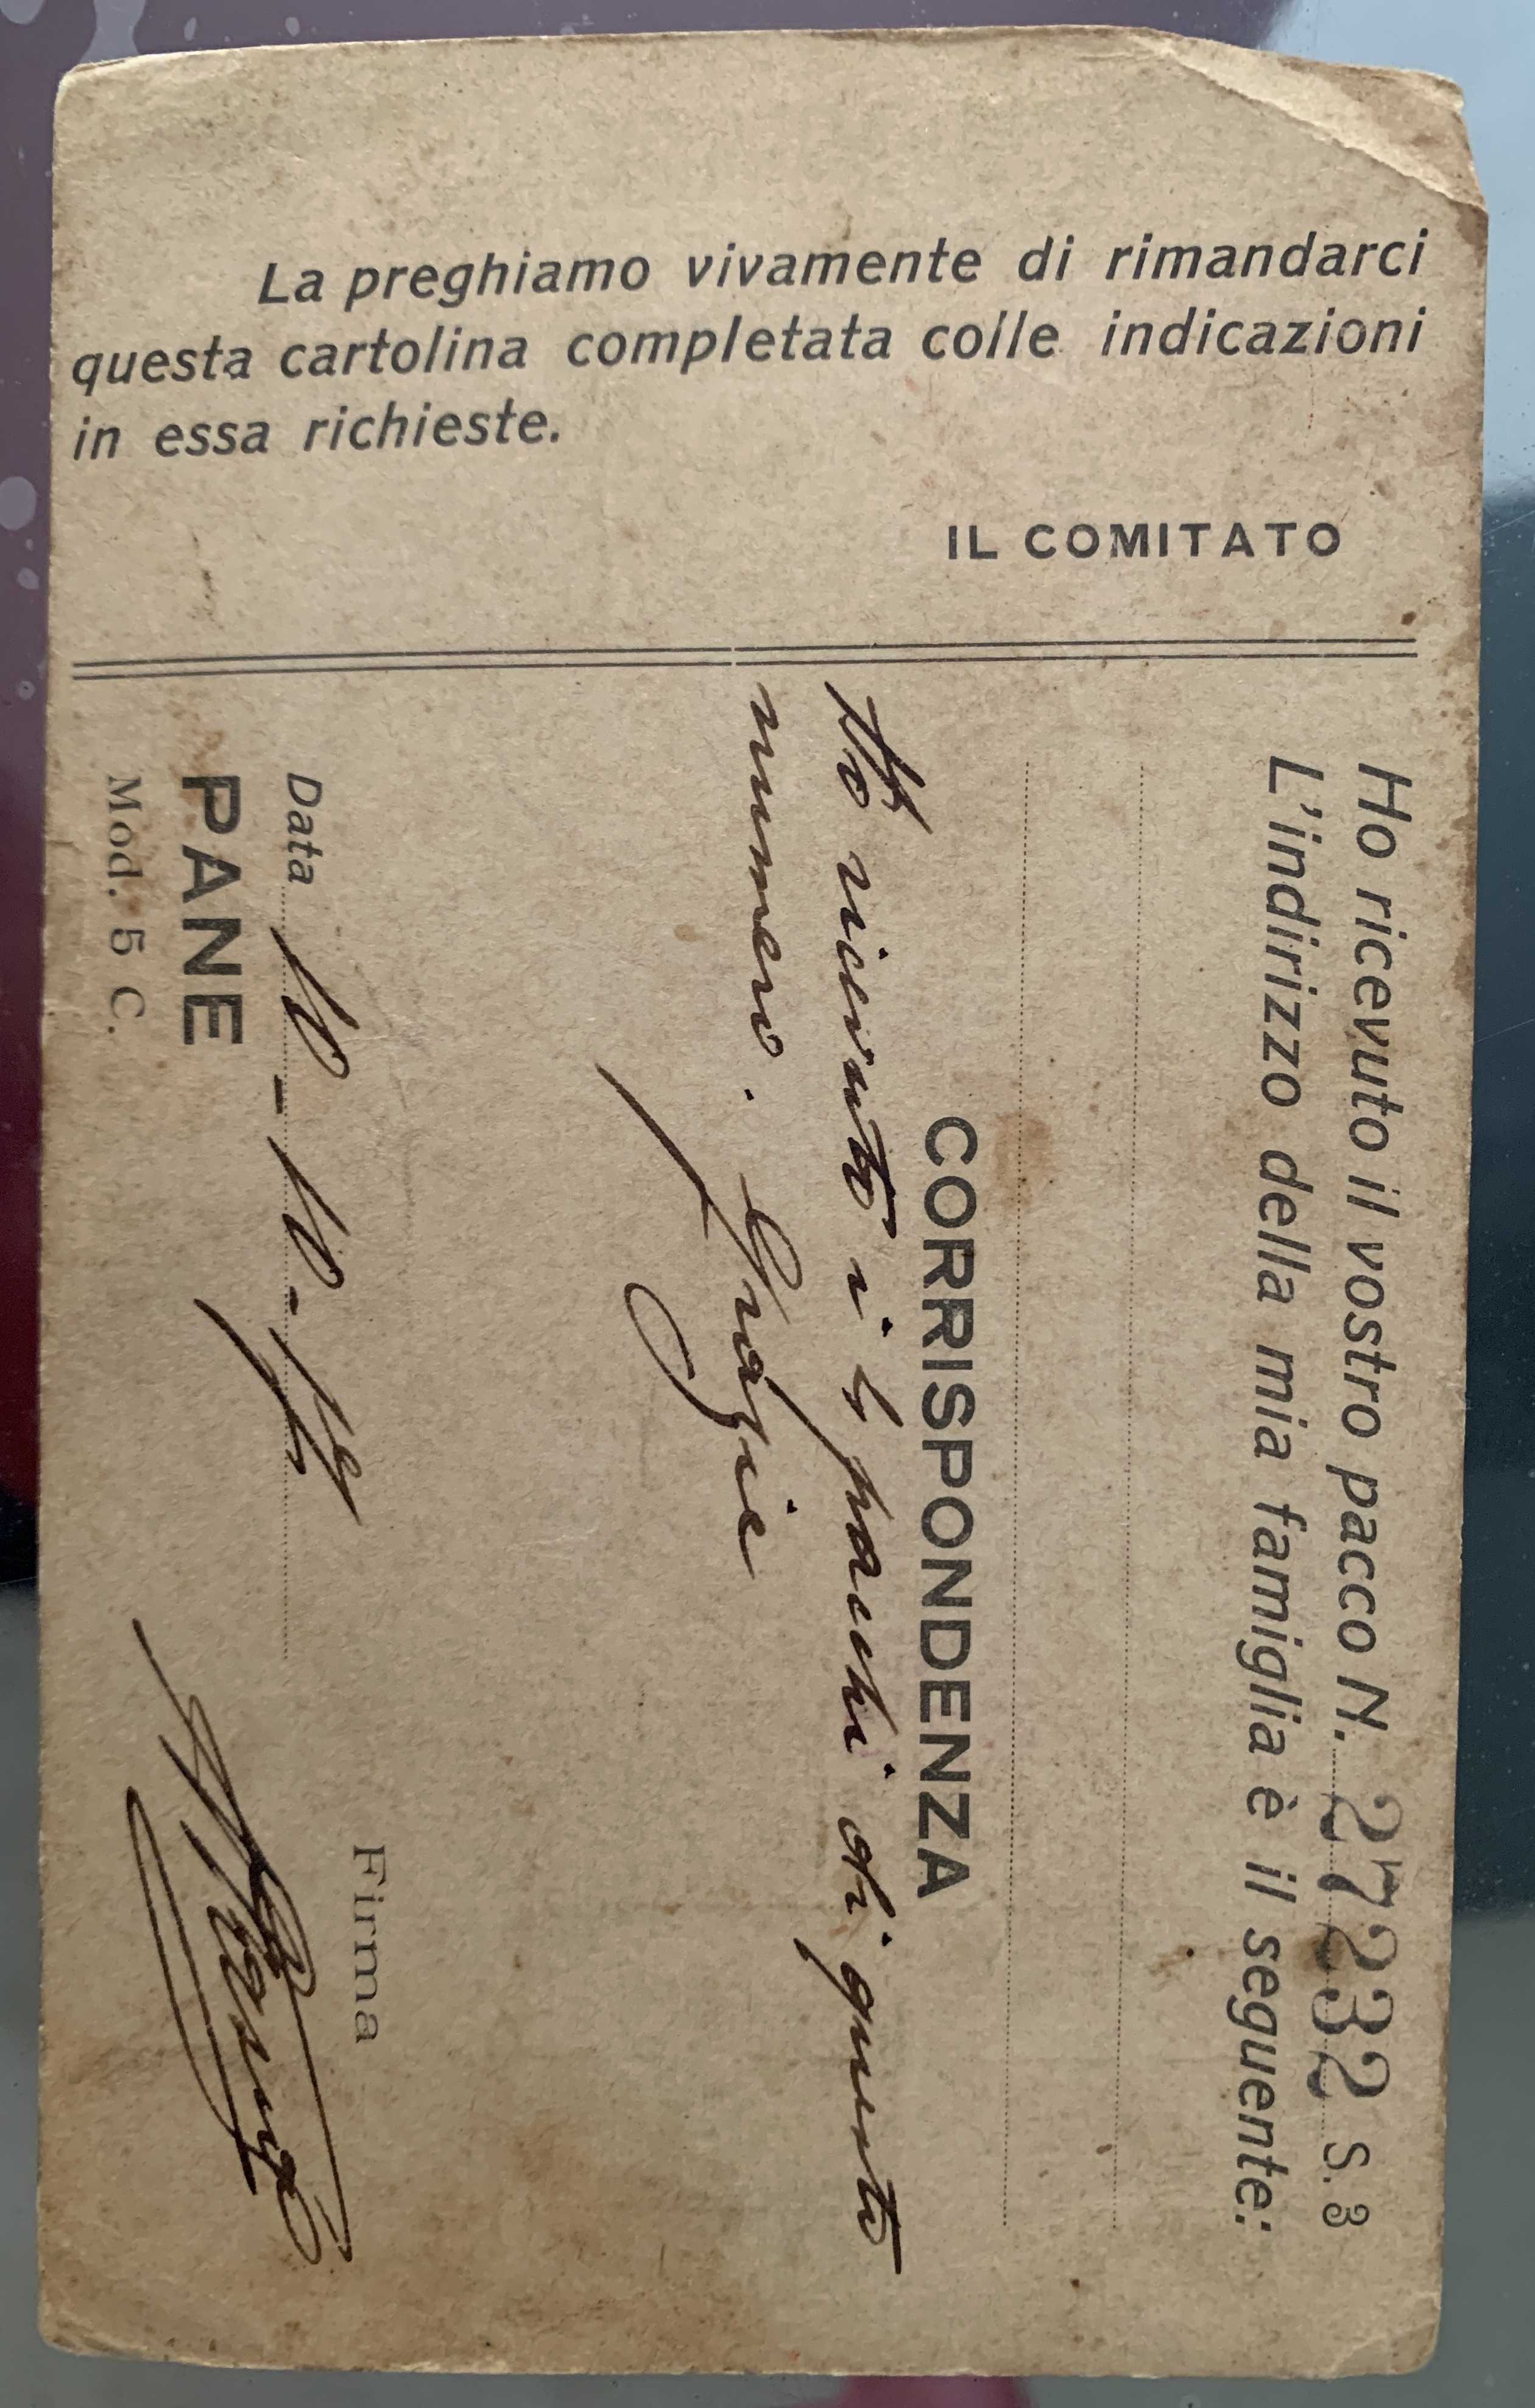 La preghiamo vivamente di rimandarci
questa cartolina completata colle indicazioni
in essa richieste.
IL COMITATO
Ho ricevuto il vostro pacco N. 27232 S. 3
L'indirizzo della mia famiglia è il seguente:
CORRISPONDENZA
Ho ricevuto i 4 pacchi di questo
numero. Grazie
Data 10-10-17
Firma
PANE
Mod. 5 C.